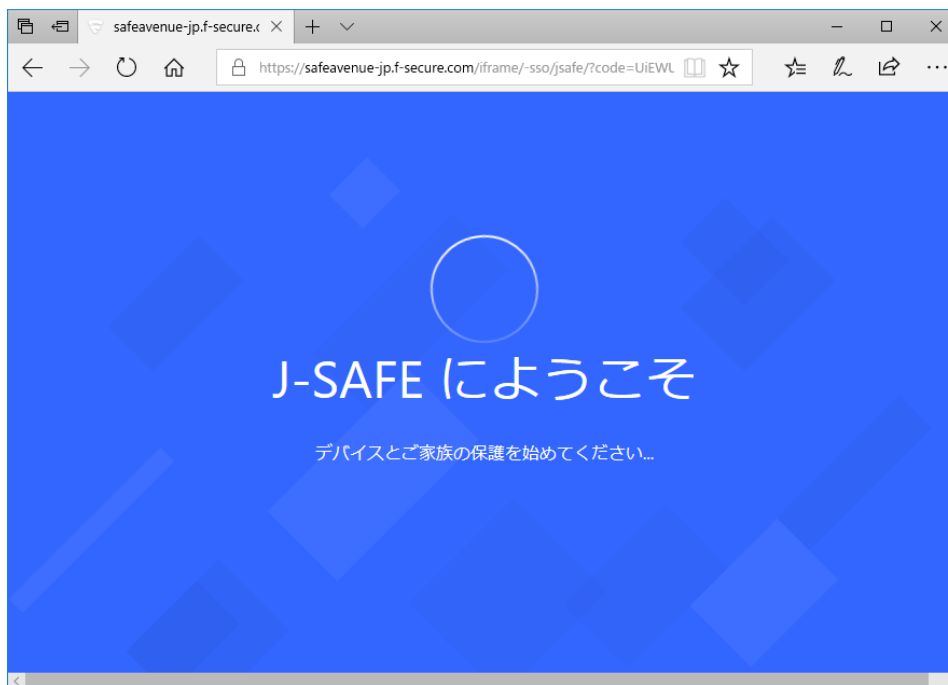 safeavenue-jp.f-secure.c
https://safeavenue-jp.f-secure.com/iframe/-sso/jsafe/?code=UiEWL
J-SAFE にようこそ
デバイスとご家族の保護を始めてください...